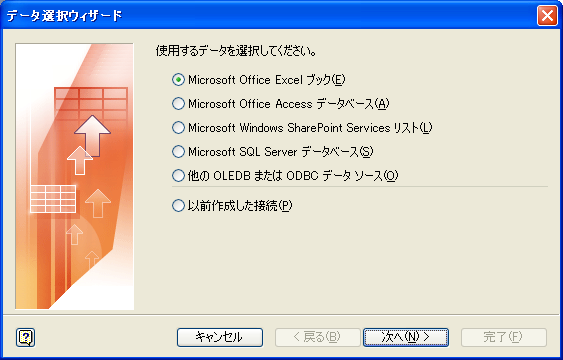 データ選択ウィザード
使用するデータを選択してください。
Microsoft Office Excel ブック(E)
Microsoft Office Access データベース(A)
Microsoft Windows SharePoint Services リスト(L)
Microsoft SQL Server データベース(S)
他の OLEDB または ODBC データ ソース(O)
以前作成した接続(P)
?
キャンセル
< 戻る(B)
次へ(N) >
完了(F)